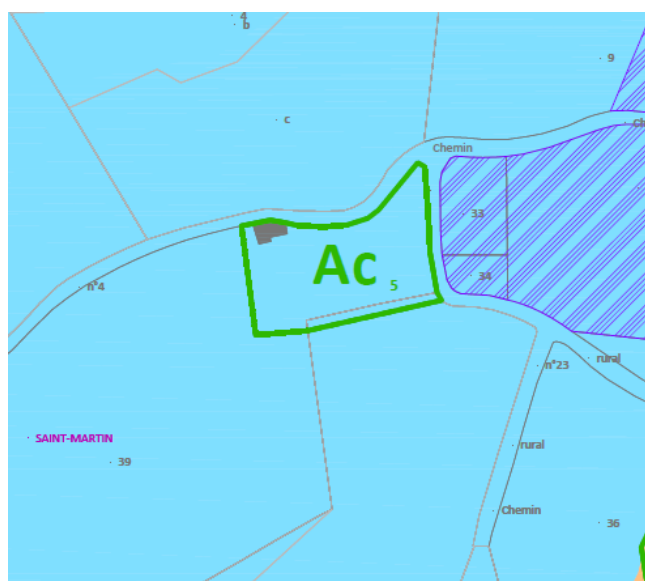 4
b
9
c
Ch
Chemin
33
Ac
5
34
n°4
rural
n°23
SAINT-MARTIN
rural
39
Chemin
36